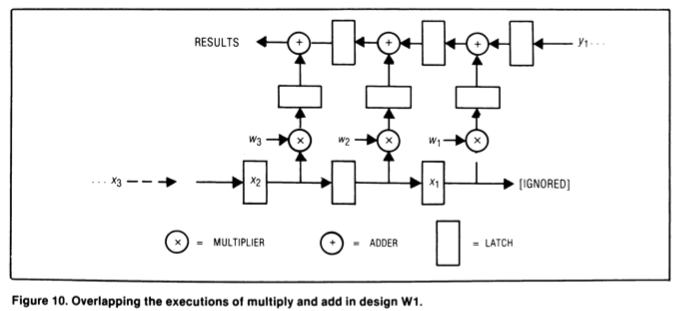 RESULTS + + + y₁...
w₃ × w₂ × w₁ ×
... x₃ x₂ x₁ [IGNORED]
× = MULTIPLIER + = ADDER = LATCH
Figure 10. Overlapping the executions of multiply and add in design W1.